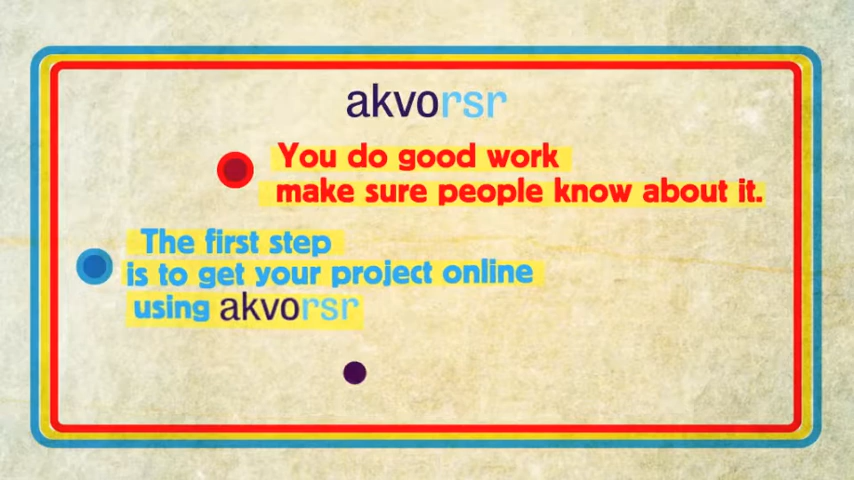 akvorsr
You do good work
make sure people know about it.
The first step
is to get your project online
using akvorsr